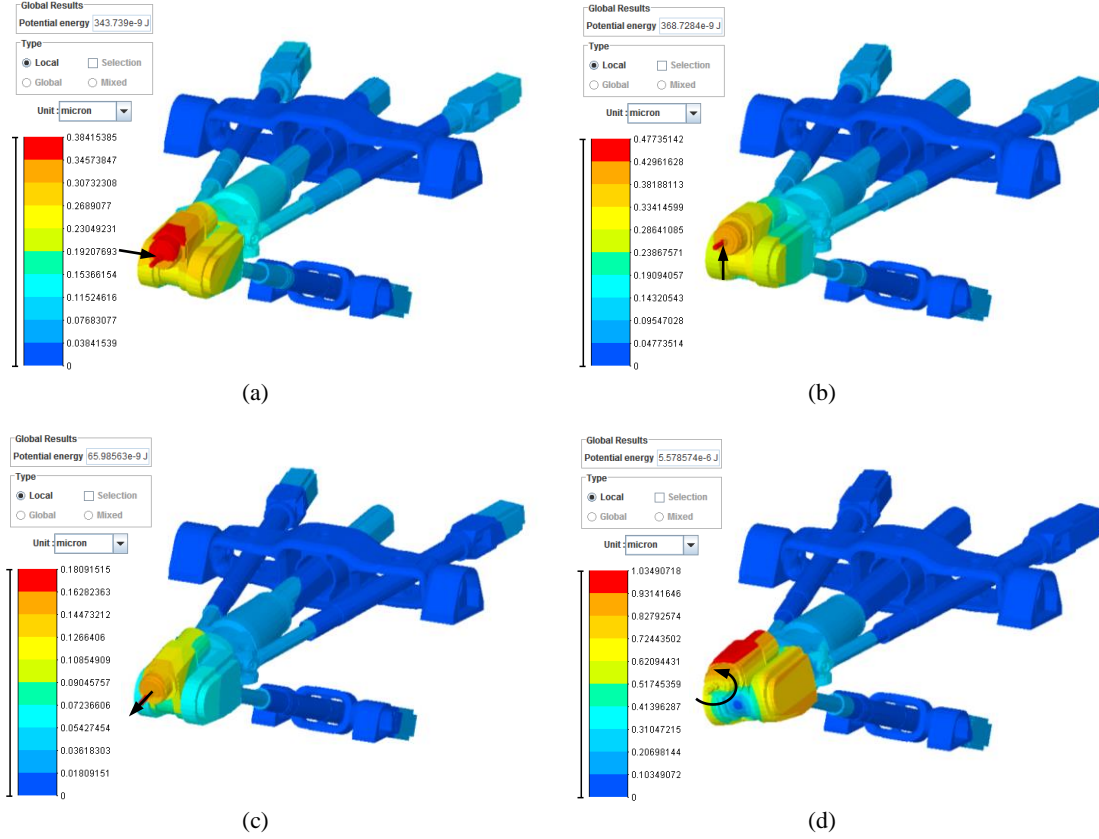 Global Results
Potential energy 343.739e-9 J
Type
Local Selection
Global Mixed
Unit : micron
0.38415385
0.34573847
0.30732308
0.2689077
0.23049231
0.19207693
0.15366154
0.11524616
0.07683077
0.03841539
0
(a)
Global Results
Potential energy 368.7284e-9 J
Type
Local Selection
Global Mixed
Unit : micron
0.47735142
0.42961628
0.38188113
0.33414599
0.28641085
0.23867571
0.19094057
0.14320543
0.09547028
0.04773514
0
(b)
Global Results
Potential energy 65.98563e-9 J
Type
Local Selection
Global Mixed
Unit : micron
0.18091515
0.16282363
0.14473212
0.1266406
0.10854909
0.09045757
0.07236606
0.05427454
0.03618303
0.01809151
0
(c)
Global Results
Potential energy 5.578574e-6 J
Type
Local Selection
Global Mixed
Unit : micron
1.03490718
0.93141646
0.82792574
0.72443502
0.62094431
0.51745359
0.41396287
0.31047215
0.20698144
0.10349072
0
(d)